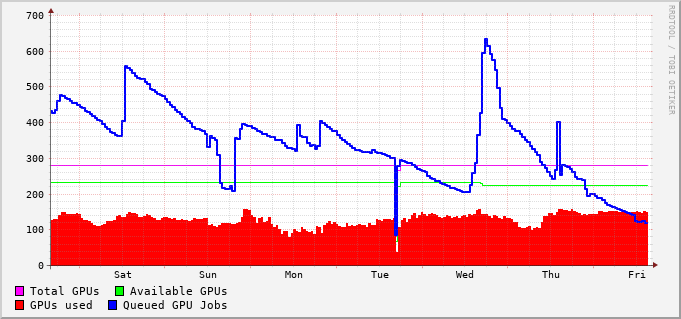 700
600
500
400
300
200
100
0
Sat Sun Mon Tue Wed Thu Fri
Total GPUs Available GPUs
GPUs used Queued GPU Jobs
RRDTOOL / TOBI OETIKER